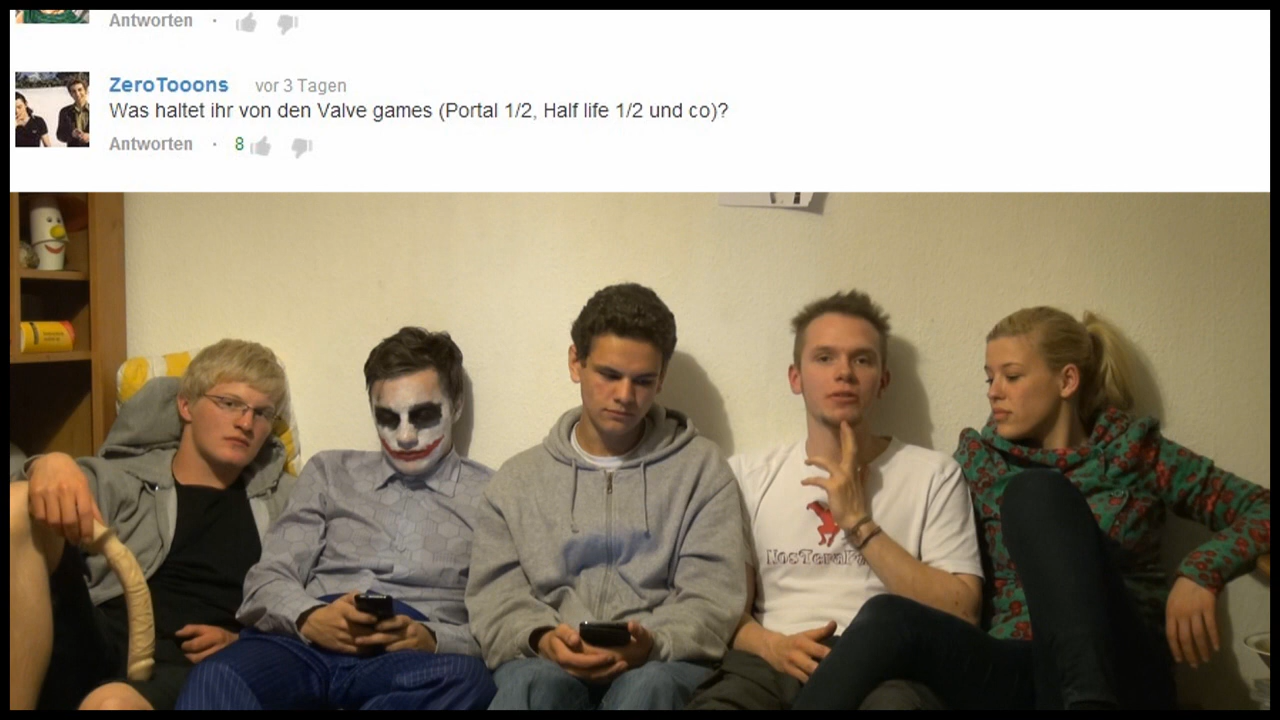 Antworten ·
ZeroTooons vor 3 Tagen
Was haltet ihr von den Valve games (Portal 1/2, Half life 1/2 und co)?
Antworten · 8